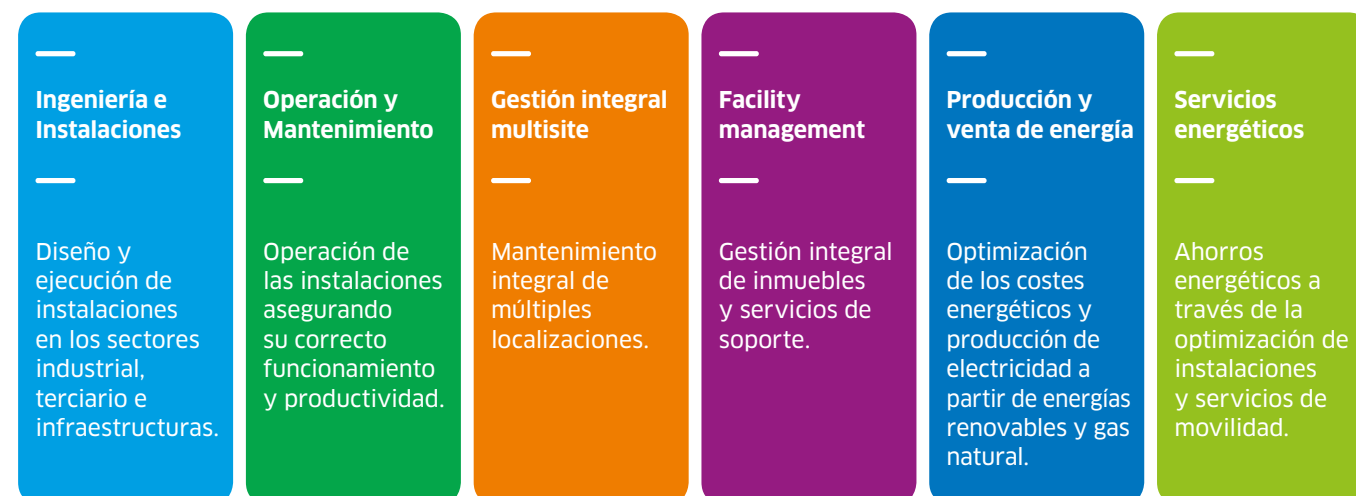 Ingeniería e
Instalaciones
Diseño y
ejecución de
instalaciones
en los sectores
industrial,
terciario e
infraestructuras.
Operación y
Mantenimiento
Operación de
las instalaciones
asegurando
su correcto
funcionamiento
y productividad.
Gestión integral
multisite
Mantenimiento
integral de
múltiples
localizaciones.
Facility
management
Gestión integral
de inmuebles
y servicios de
soporte.
Producción y
venta de energía
Optimización
de los costes
energéticos y
producción de
electricidad a
partir de energías
renovables y gas
natural.
Servicios
energéticos
Ahorros
energéticos a
través de la
optimización de
instalaciones
y servicios de
movilidad.